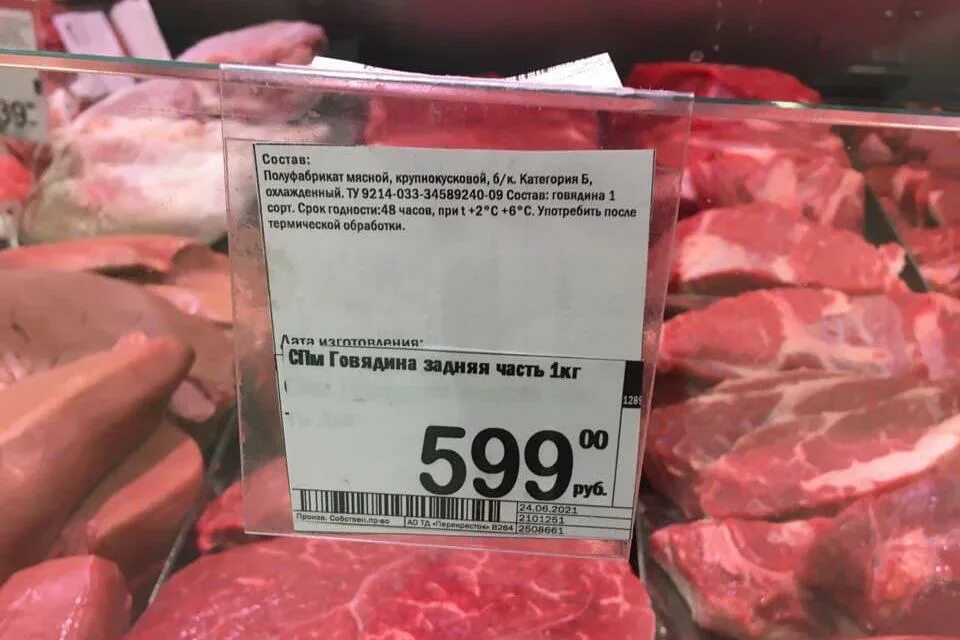 Состав:
Полуфабрикат мясной, крупнокусковой, б/к. Категория Б,
охлажденный. ТУ 9214-033-34589240-09 Состав: говядина 1
сорт. Срок годности:48 часов, при t +2°С +6°С. Употребить после
термической обработки.
Дата изготовления:
СПм Говядина задняя часть 1кг
599 00
руб.
24.06.2021
2101251
Произв. Собствен.пр-во АО ТД «Перекресток» В264 2508661